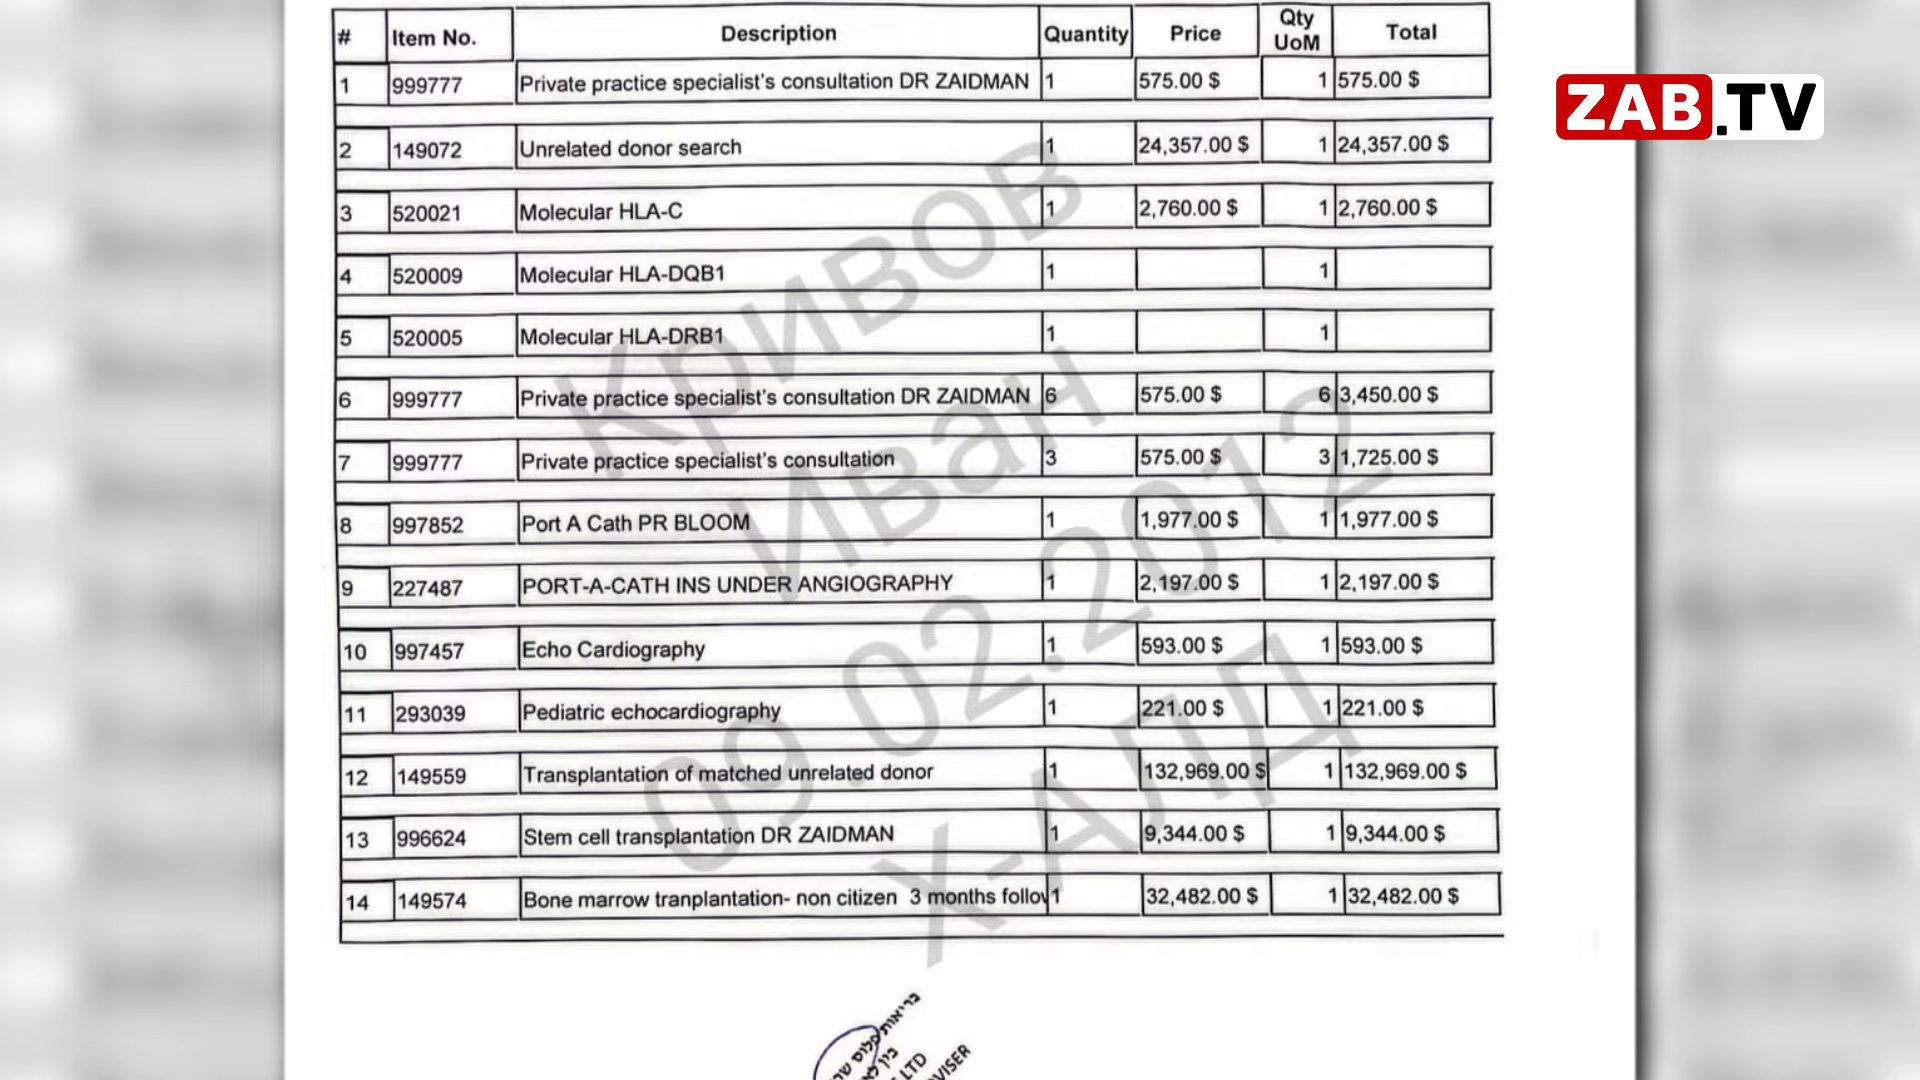 # Item No. Description Quantity Price Qty UoM Total
1 999777 Private practice specialist's consultation DR ZAIDMAN 1 575.00 $ 1 575.00 $
2 149072 Unrelated donor search 1 24,357.00 $ 1 24,357.00 $
3 520021 Molecular HLA-C 1 2,760.00 $ 1 2,760.00 $
4 520009 Molecular HLA-DQB1 1 1
5 520005 Molecular HLA-DRB1 1 1
6 999777 Private practice specialist's consultation DR ZAIDMAN 6 575.00 $ 6 3,450.00 $
7 999777 Private practice specialist's consultation 3 575.00 $ 3 1,725.00 $
8 997852 Port A Cath PR BLOOM 1 1,977.00 $ 1 1,977.00 $
9 227487 PORT-A-CATH INS UNDER ANGIOGRAPHY 1 2,197.00 $ 1 2,197.00 $
10 997457 Echo Cardiography 1 593.00 $ 1 593.00 $
11 293039 Pediatric echocardiography 1 221.00 $ 1 221.00 $
12 149559 Transplantation of matched unrelated donor 1 132,969.00 $ 1 132,969.00 $
13 996624 Stem cell transplantation DR ZAIDMAN 1 9,344.00 $ 1 9,344.00 $
14 149574 Bone marrow tranplantation- non citizen 3 months follov 1 32,482.00 $ 1 32,482.00 $
Кривов
Иван
09.02.2012
Х-АЛД
ZAB.TV
בריאות פלוס
LTD